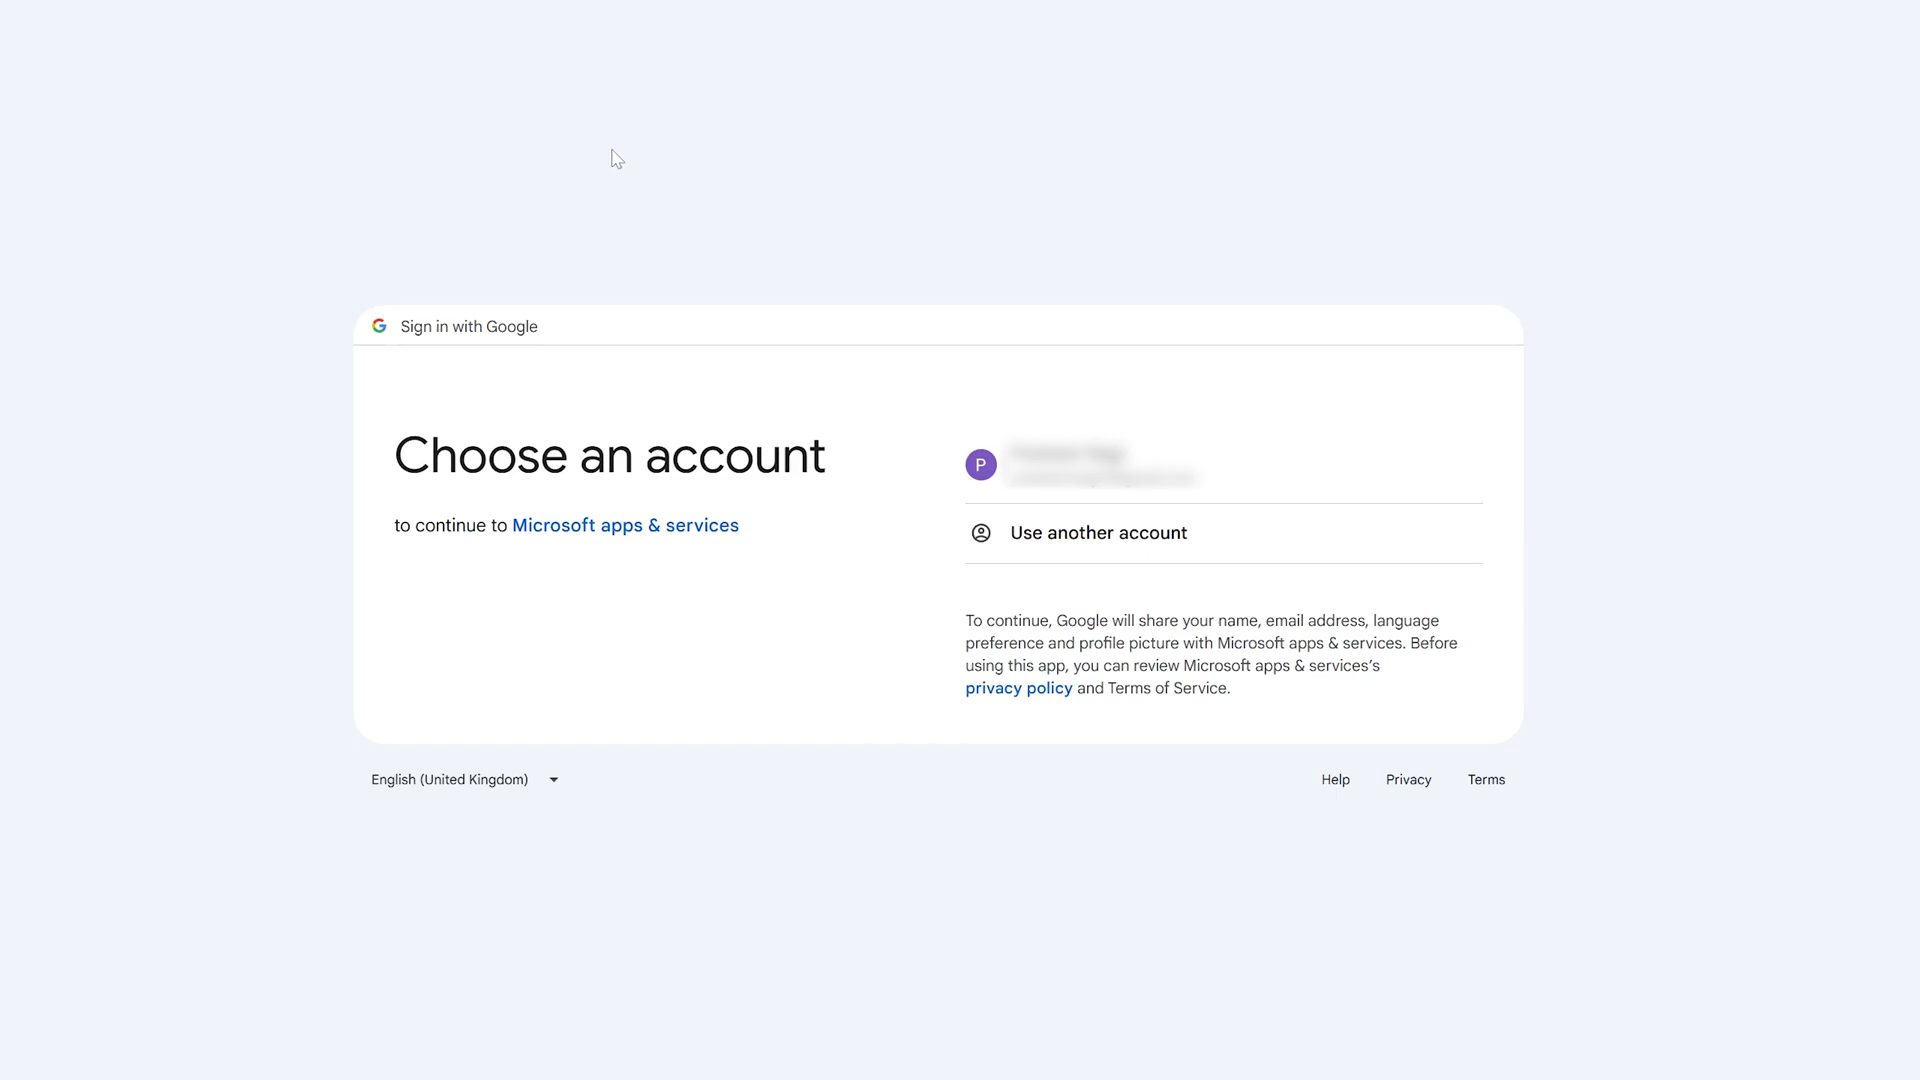 Sign in with Google
Choose an account
to continue to Microsoft apps & services
P
Use another account
To continue, Google will share your name, email address, language
preference and profile picture with Microsoft apps & services. Before
using this app, you can review Microsoft apps & services’s
privacy policy and Terms of Service.
English (United Kingdom)
Help
Privacy
Terms